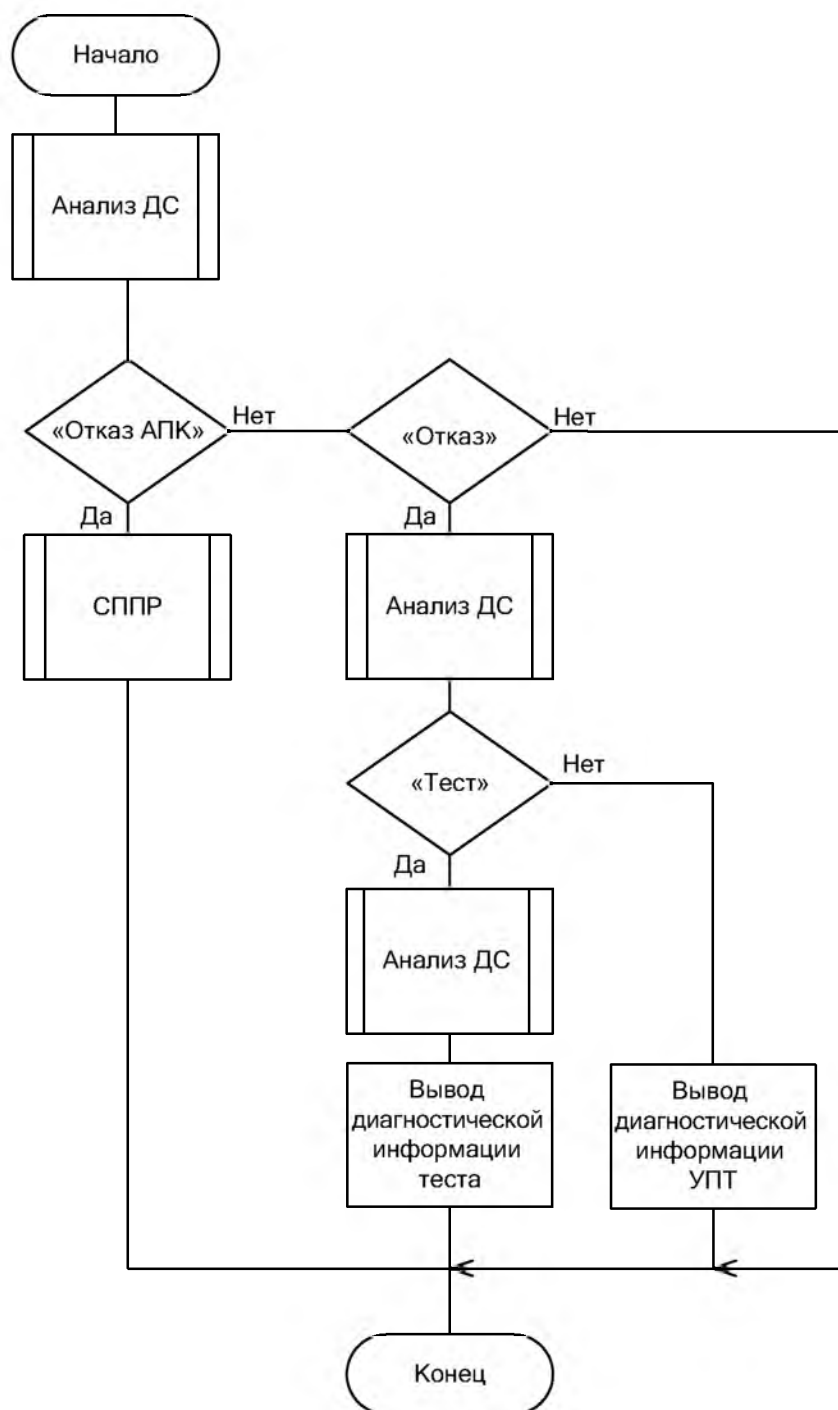 Начало
Анализ ДС
«Отказ АПК»
Нет
«Отказ»
Нет
Да
Да
СППР
Анализ ДС
«Тест»
Нет
Да
Анализ ДС
Вывод
диагностической
информации
теста
Вывод
диагностической
информации
УПТ
Конец